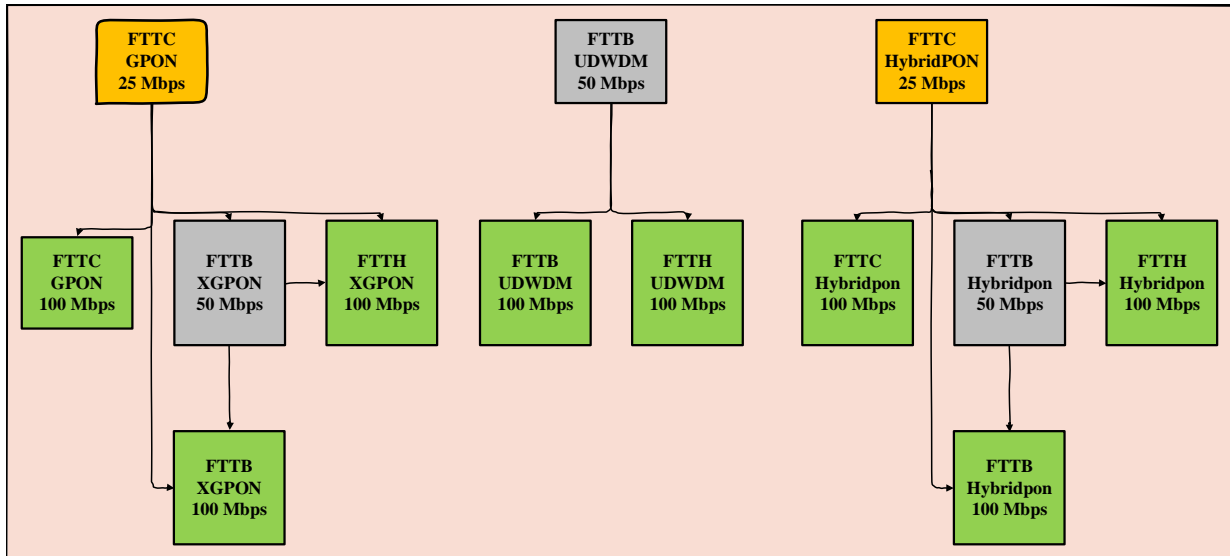 FTTC
GPON
25 Mbps
FTTB
UDWDM
50 Mbps
FTTC
HybridPON
25 Mbps
FTTC
GPON
100 Mbps
FTTB
XGPON
50 Mbps
FTTH
XGPON
100 Mbps
FTTB
UDWDM
100 Mbps
FTTH
UDWDM
100 Mbps
FTTC
Hybridpon
100 Mbps
FTTB
Hybridpon
50 Mbps
FTTH
Hybridpon
100 Mbps
FTTB
XGPON
100 Mbps
FTTB
Hybridpon
100 Mbps